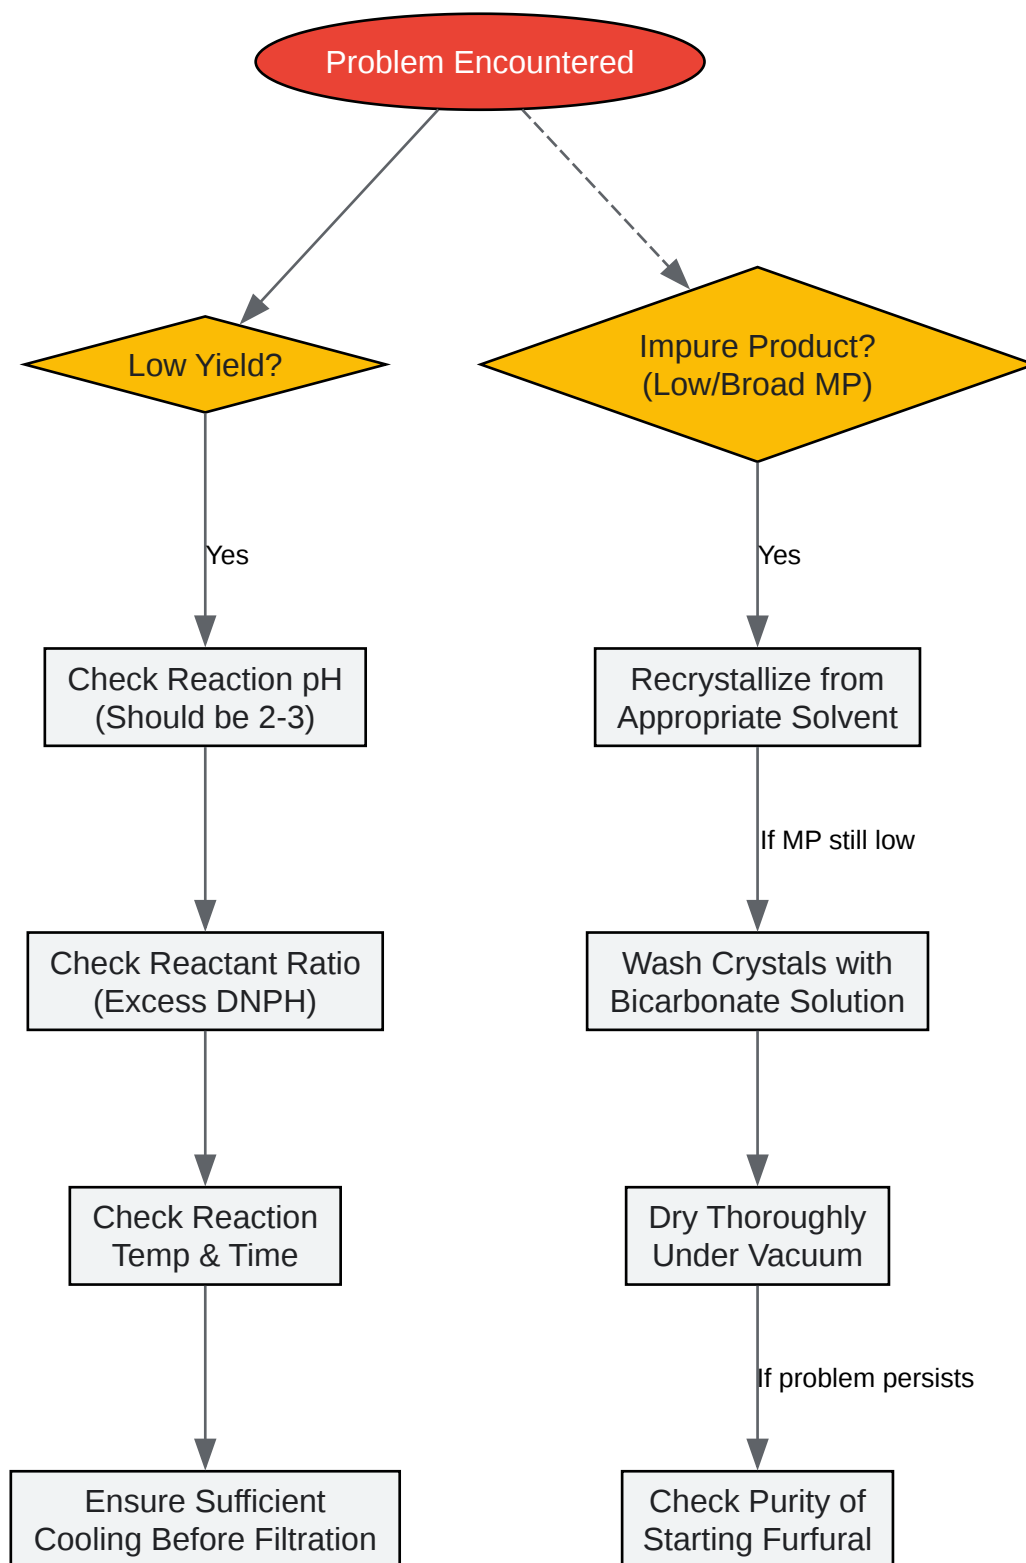 Problem Encountered
Low Yield?
Impure Product?
(Low/Broad MP)
Yes
Yes
Check Reaction pH
(Should be 2-3)
Recrystallize from
Appropriate Solvent
If MP still low
Check Reactant Ratio
(Excess DNPH)
Wash Crystals with
Bicarbonate Solution
Check Reaction
Temp & Time
Dry Thoroughly
Under Vacuum
If problem persists
Ensure Sufficient
Cooling Before Filtration
Check Purity of
Starting Furfural